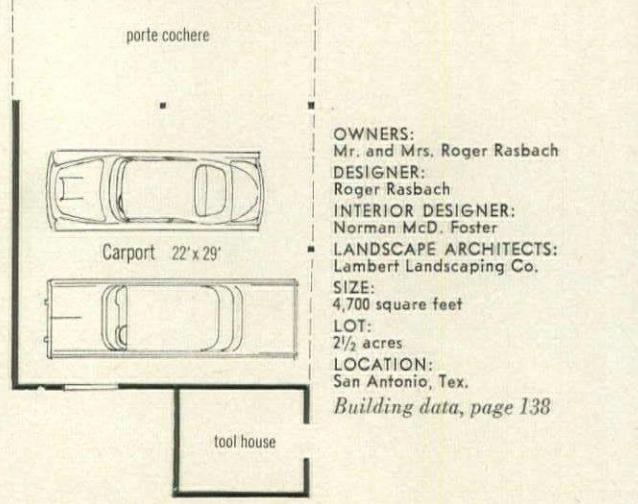 porte cochere
Carport 22' x 29'
tool house
OWNERS:
Mr. and Mrs. Roger Rasbach
DESIGNER:
Roger Rasbach
INTERIOR DESIGNER:
Norman McD. Foster
LANDSCAPE ARCHITECTS:
Lambert Landscaping Co.
SIZE:
4,700 square feet
LOT:
2½ acres
LOCATION:
San Antonio, Tex.
Building data, page 138